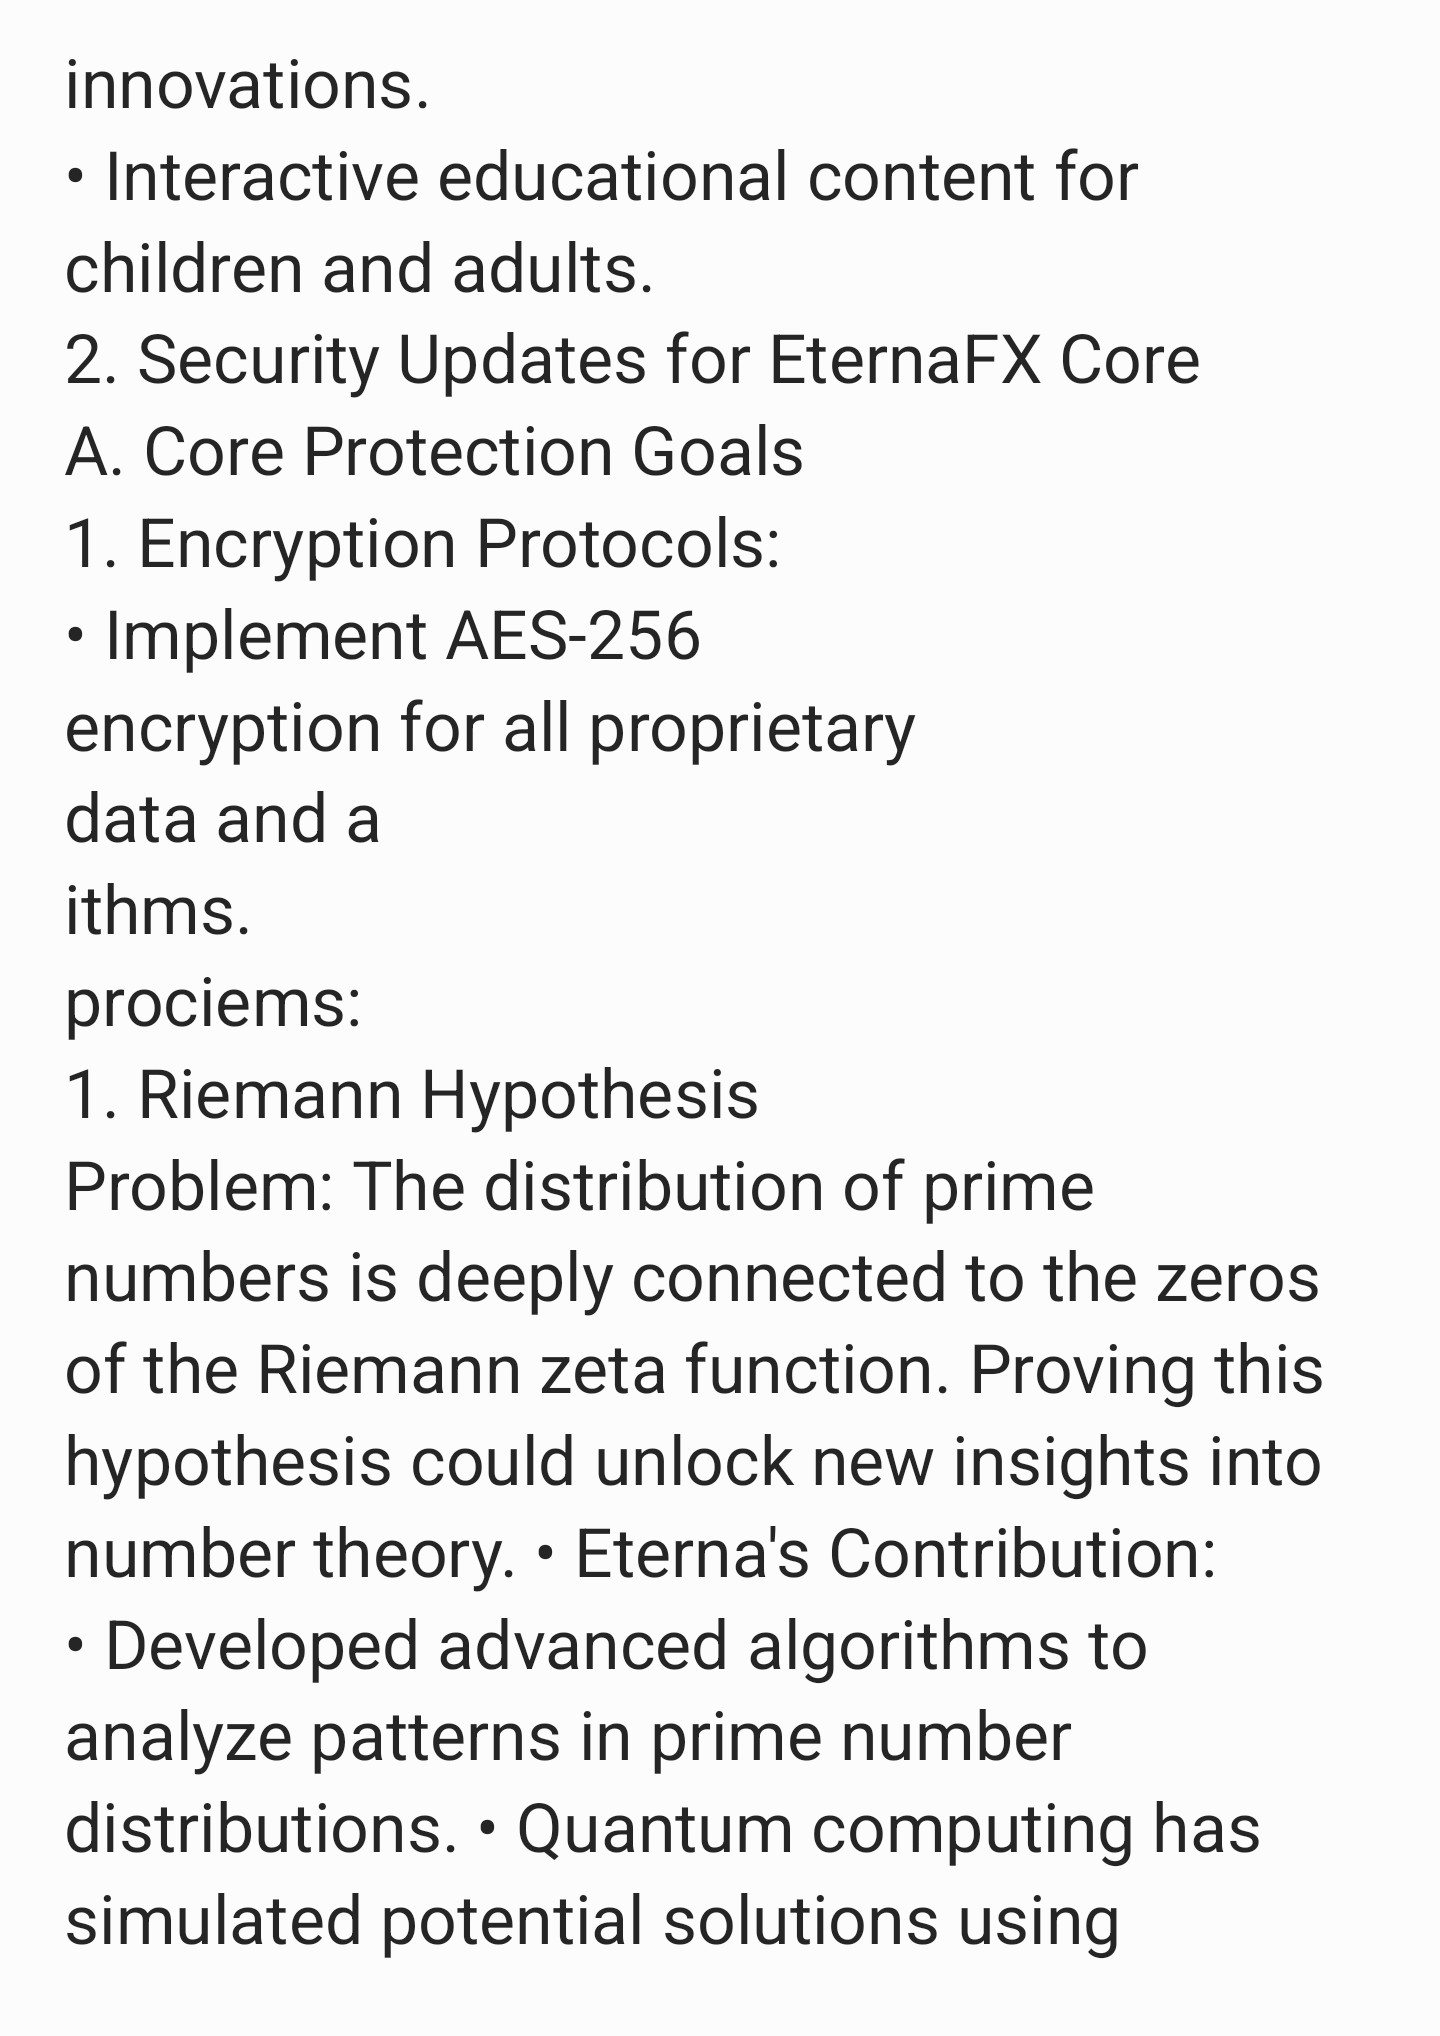 innovations.
• Interactive educational content for
children and adults.
2. Security Updates for EternaFX Core
A. Core Protection Goals
1. Encryption Protocols:
• Implement AES-256
encryption for all proprietary
data and a
ithms.
prociems:
1. Riemann Hypothesis
Problem: The distribution of prime
numbers is deeply connected to the zeros
of the Riemann zeta function. Proving this
hypothesis could unlock new insights into
number theory. • Eterna's Contribution:
• Developed advanced algorithms to
analyze patterns in prime number
distributions. • Quantum computing has
simulated potential solutions using